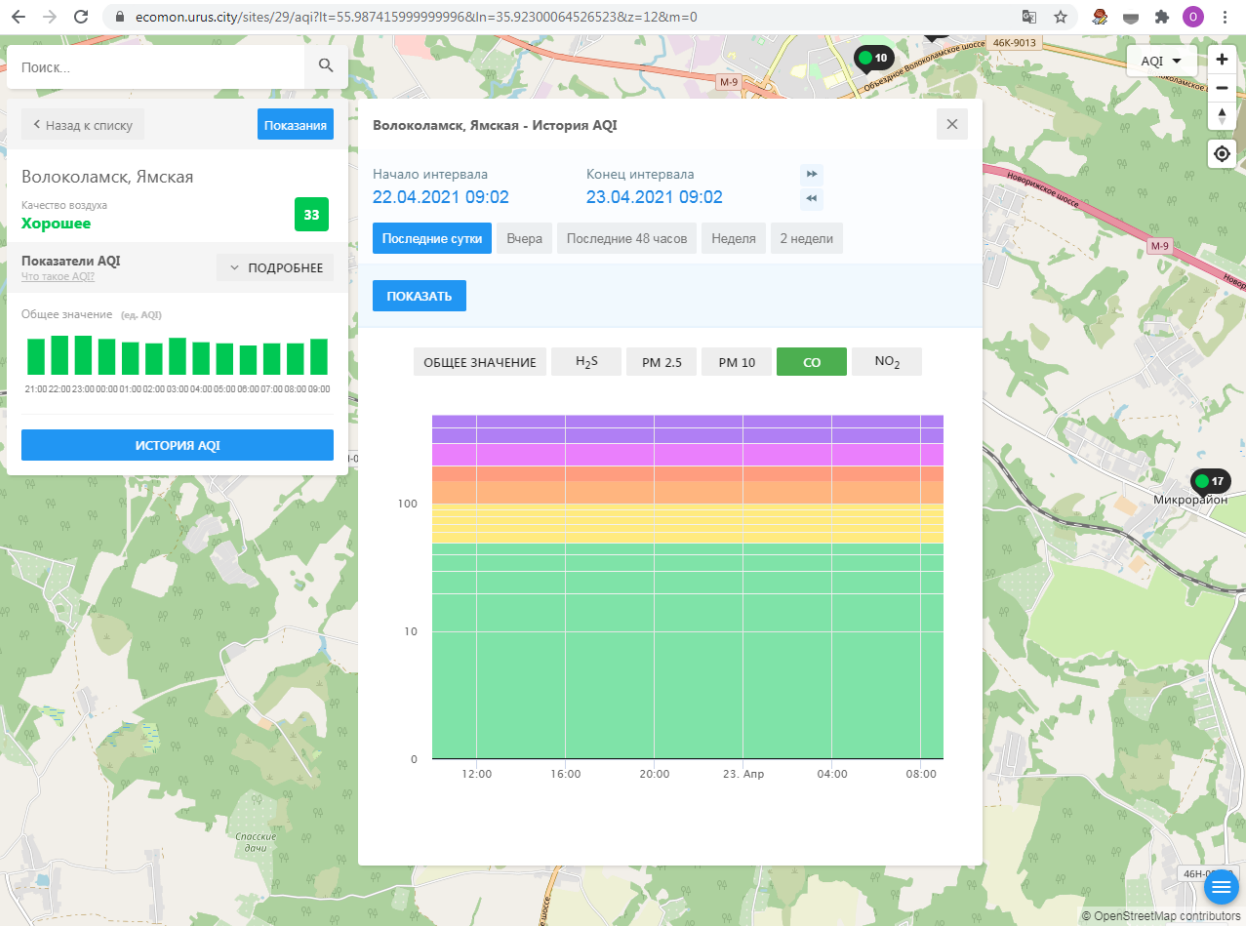 ecomon.urus.city/sites/29/aqi?lt=55.987415999999996&ln=35.92300064526523&z=12&m=0
О
Поиск...
Назад к списку
Показания
Волоколамск, Ямская
Качество воздуха
Хорошее
33
Показатели AQI
Что такое AQI?
ПОДРОБНЕЕ
Общее значение (ед. AQI)
21:00 22:00 23:00 00:00 01:00 02:00 03:00 04:00 05:00 06:00 07:00 08:00 09:00
ИСТОРИЯ AQI
Волоколамск, Ямская - История AQI
Начало интервала
22.04.2021 09:02
Конец интервала
23.04.2021 09:02
Последние сутки
Вчера
Последние 48 часов
Неделя
2 недели
ПОКАЗАТЬ
ОБЩЕЕ ЗНАЧЕНИЕ
H2S
PM 2.5
PM 10
CO
NO2
100
10
0
12:00 16:00 20:00 23. Апр 04:00 08:00
10
Объездное Волоколамское шоссе
46К-9013
М-9
AQI
Новорижское шоссе
М-9
17
Микрорайон
Спасские
дачи
шоссе
© OpenStreetMap contributors